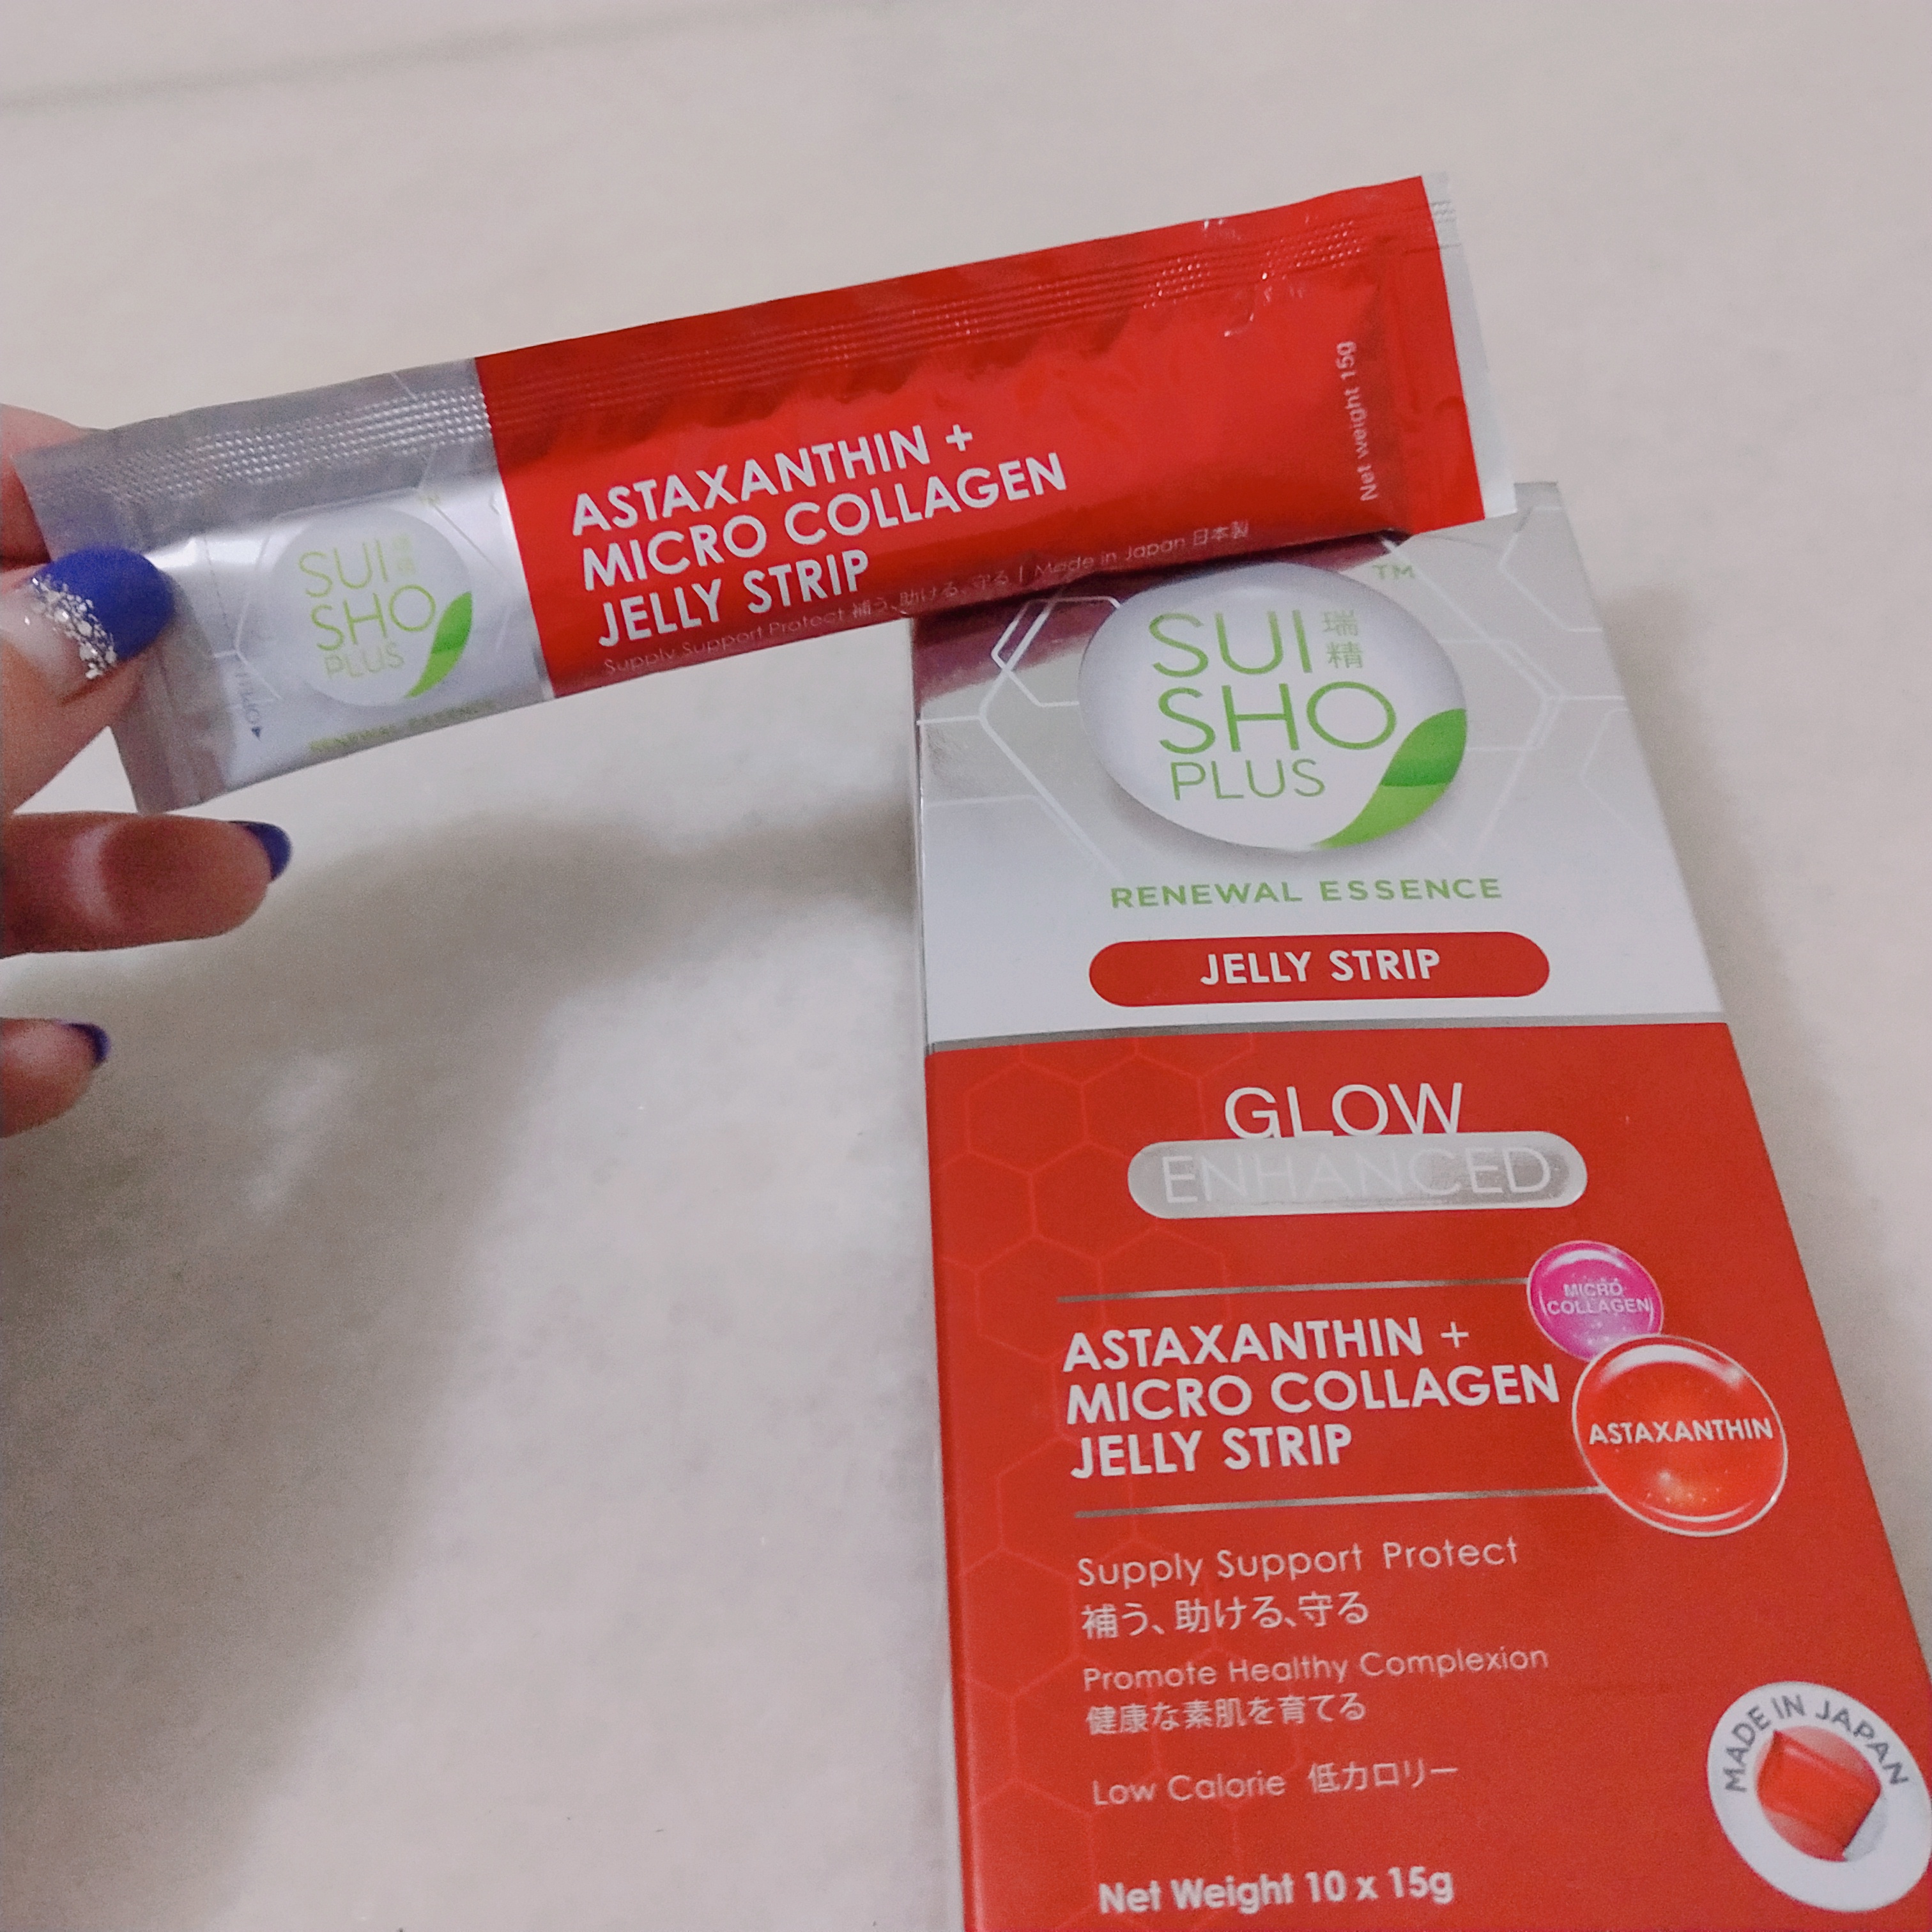 ASTAXANTHIN +
MICRO COLLAGEN
JELLY STRIP
Supply Support Protect 補う、助ける、守る | Made in Japan 日本製
Net weight 15g
SUI 瑞精
SHO
PLUS
RENEWAL ESSENCE
OPEN
SUI 瑞精
SHO
PLUS
TM
RENEWAL ESSENCE
JELLY STRIP
GLOW
ENHANCED
MICRO
COLLAGEN
ASTAXANTHIN +
MICRO COLLAGEN
JELLY STRIP
ASTAXANTHIN
Supply Support Protect
補う、助ける、守る
Promote Healthy Complexion
健康な素肌を育てる
Low Calorie 低カロリー
MADE IN JAPAN
Net Weight 10 x 15g